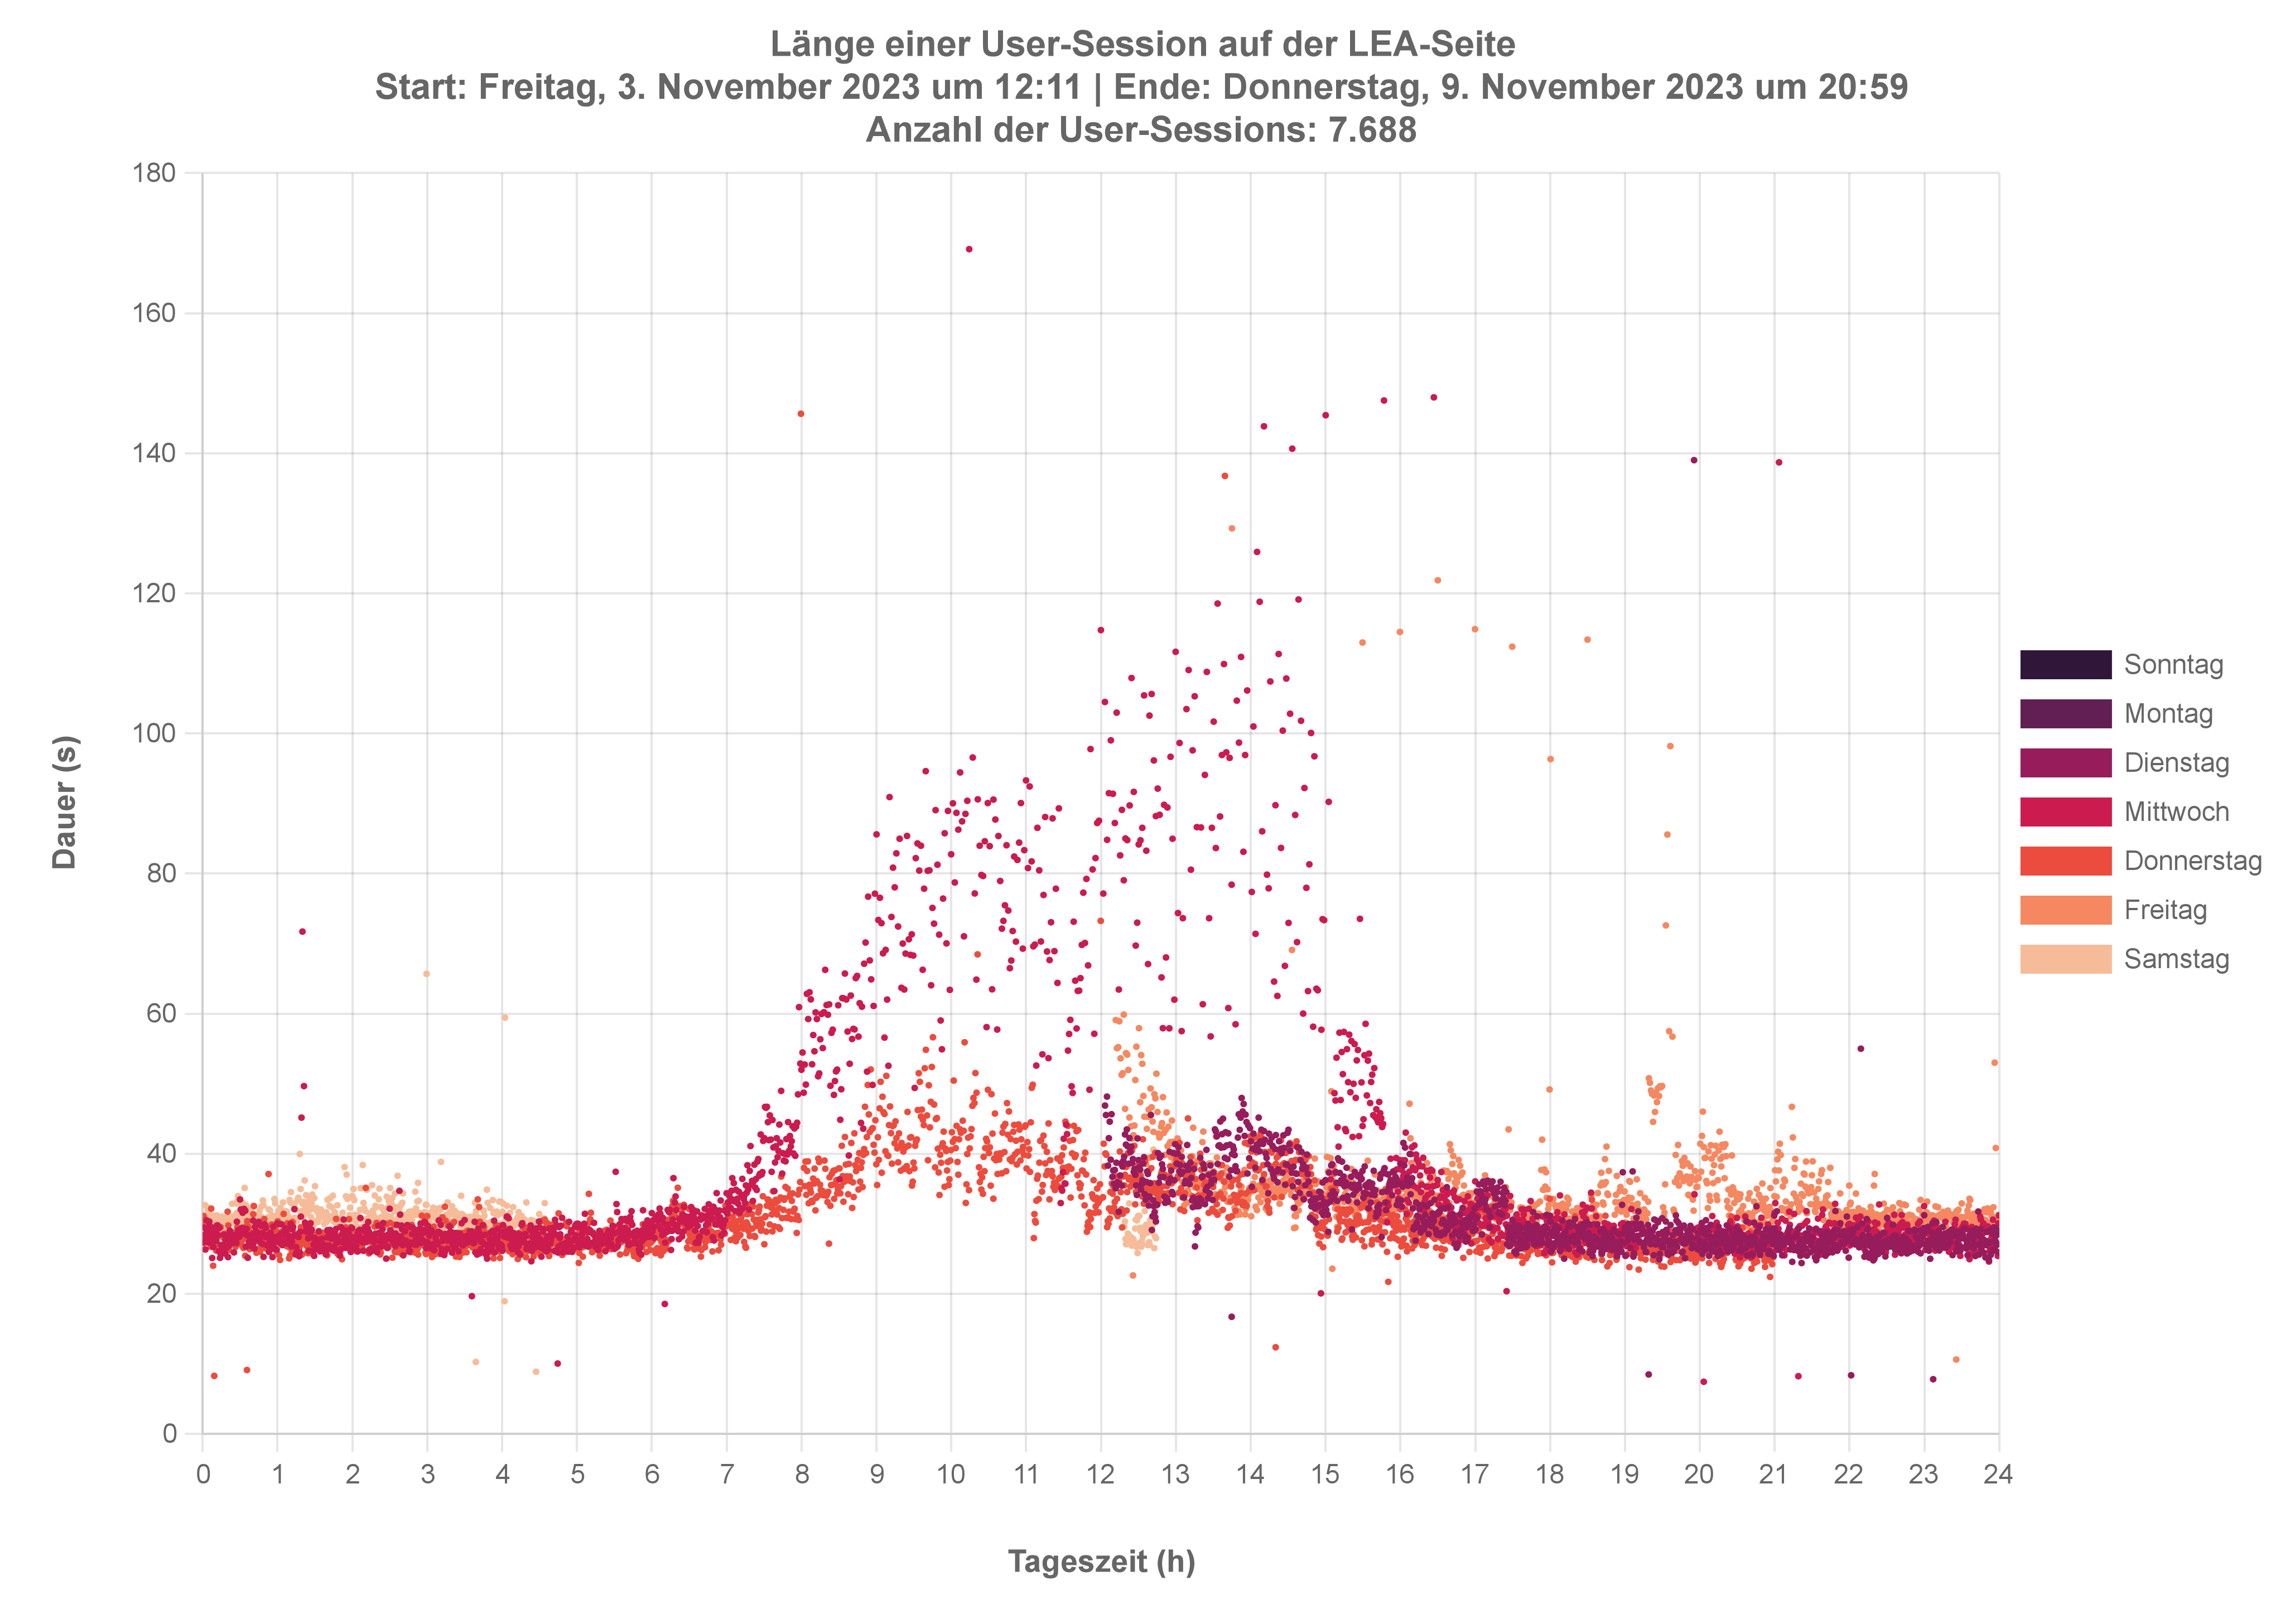 Länge einer User-Session auf der LEA-Seite
Start: Freitag, 3. November 2023 um 12:11 | Ende: Donnerstag, 9. November 2023 um 20:59
Anzahl der User-Sessions: 7.688
180
160
140
120
100
80
60
40
20
0
Dauer (s)
0 1 2 3 4 5 6 7 8 9 10 11 12 13 14 15 16 17 18 19 20 21 22 23 24
Tageszeit (h)
Sonntag
Montag
Dienstag
Mittwoch
Donnerstag
Freitag
Samstag